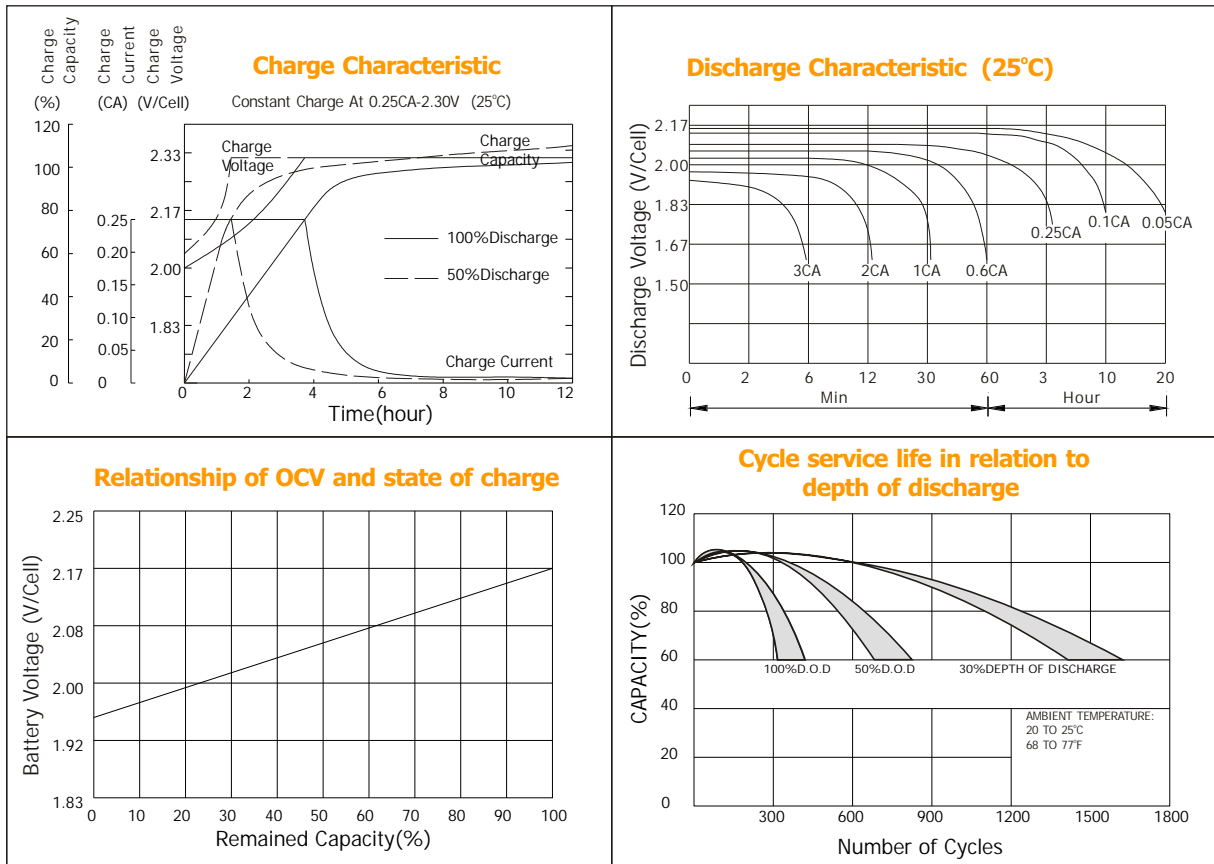 Charge Capacity
Charge Current
Charge Voltage
(%)
(CA)
(V/Cell)
Charge Characteristic
Constant Charge At 0.25CA-2.30V (25°C)
120
100
80
60
40
20
0
0.25
0.20
0.15
0.10
0.05
0
2.33
2.17
2.00
1.83
Charge
Voltage
Charge
Capacity
100%Discharge
50%Discharge
Charge Current
0 2 4 6 8 10 12
Time(hour)
Discharge Characteristic (25°C)
Discharge Voltage (V/Cell)
2.17
2.00
1.83
1.67
1.50
3CA 2CA 1CA 0.6CA 0.25CA 0.1CA 0.05CA
0 2 6 12 30 60 3 10 20
Min Hour
Relationship of OCV and state of charge
Battery Voltage (V/Cell)
2.25
2.17
2.08
2.00
1.92
1.83
0 10 20 30 40 50 60 70 80 90 100
Remained Capacity(%)
Cycle service life in relation to
depth of discharge
CAPACITY(%)
120
100
80
60
40
20
0
100%D.O.D 50%D.O.D 30%DEPTH OF DISCHARGE
AMBIENT TEMPERATURE:
20 TO 25°C
68 TO 77°F
300 600 900 1200 1500 1800
Number of Cycles